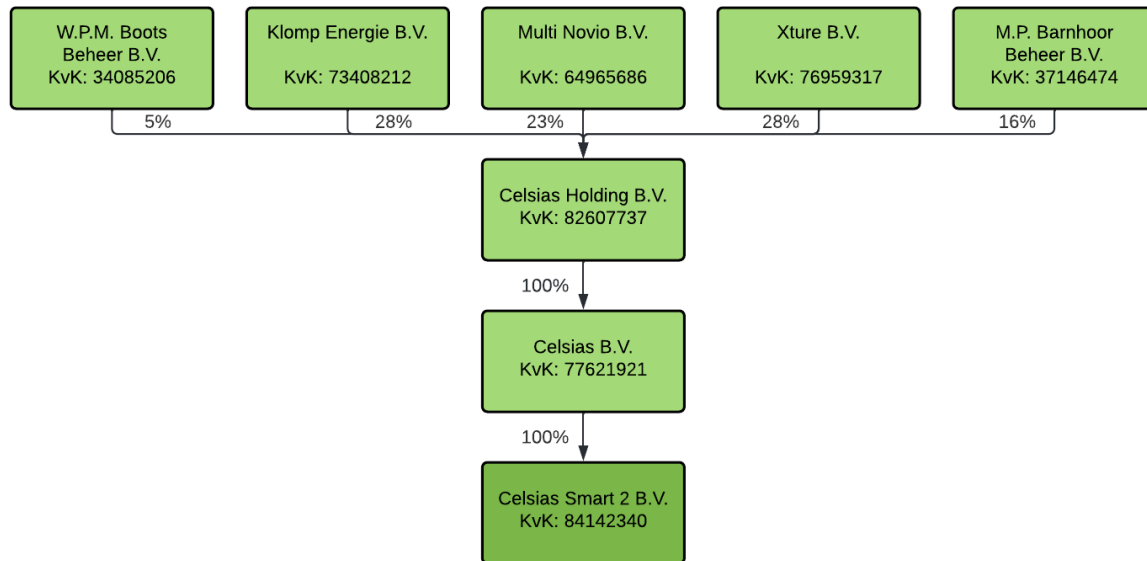 W.P.M. Boots
Beheer B.V.
KvK: 34085206
Klomp Energie B.V.
KvK: 73408212
Multi Novio B.V.
KvK: 64965686
Xture B.V.
KvK: 76959317
M.P. Barnhoor
Beheer B.V.
KvK: 37146474
5%
28%
23%
28%
16%
Celsias Holding B.V.
KvK: 82607737
100%
Celsias B.V.
KvK: 77621921
100%
Celsias Smart 2 B.V.
KvK: 84142340